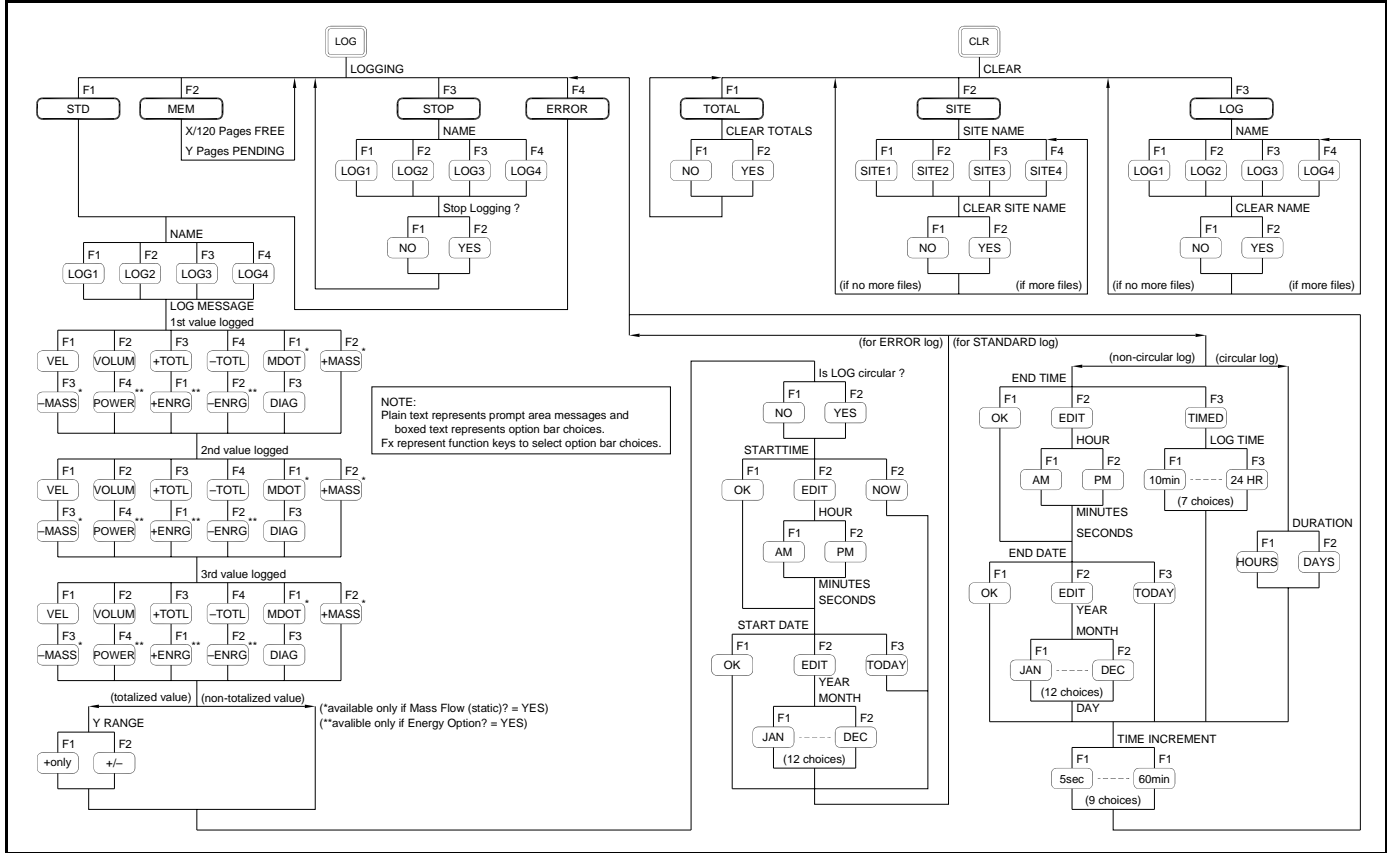 LOG
LOGGING
F1
STD
F2
MEM
X/120 Pages FREE
Y Pages PENDING
F3
STOP
NAME
F1 F2 F3 F4
LOG1 LOG2 LOG3 LOG4
Stop Logging ?
F1 F2
NO YES
F4
ERROR
CLR
CLEAR
F1
TOTAL
CLEAR TOTALS
F1 F2
NO YES
F2
SITE
SITE NAME
F1 F2 F3 F4
SITE1 SITE2 SITE3 SITE4
CLEAR SITE NAME
F1 F2
NO YES
(if no more files) (if more files)
F3
LOG
NAME
F1 F2 F3 F4
LOG1 LOG2 LOG3 LOG4
CLEAR NAME
F1 F2
NO YES
(if no more files) (if more files)
NAME
F1 F2 F3 F4
LOG1 LOG2 LOG3 LOG4
LOG MESSAGE
1st value logged
F1 F2 F3 F4 F1 F2
VEL VOLUM +TOTL –TOTL MDOT* +MASS*
F3 F4 F1 F2 F3
–MASS* POWER** +ENRG** –ENRG** DIAG
2nd value logged
F1 F2 F3 F4 F1 F2
VEL VOLUM +TOTL –TOTL MDOT* +MASS*
F3 F4 F1 F2 F3
–MASS* POWER** +ENRG** –ENRG** DIAG
3rd value logged
F1 F2 F3 F4 F1 F2
VEL VOLUM +TOTL –TOTL MDOT* +MASS*
F3 F4 F1 F2 F3
–MASS* POWER** +ENRG** –ENRG** DIAG
(totalized value) (non-totalized value)
(*available only if Mass Flow (static)? = YES)
(**avalible only if Energy Option? = YES)
Y RANGE
F1 F2
+only +/–
NOTE:
Plain text represents prompt area messages and
boxed text represents option bar choices.
Fx represent function keys to select option bar choices.
(for ERROR log) (for STANDARD log)
Is LOG circular ?
F1 F2
NO YES
STARTTIME
F1 F2 F2
OK EDIT NOW
HOUR
F1 F2
AM PM
MINUTES
SECONDS
START DATE
F1 F2 F3
OK EDIT TODAY
YEAR
MONTH
F1 F2
JAN DEC
(12 choices)
(non-circular log) (circular log)
END TIME
F1 F2 F3
OK EDIT TIMED
HOUR
F1 F2
AM PM
MINUTES
SECONDS
LOG TIME
F1 F3
10min 24 HR
(7 choices)
DURATION
F1 F2
HOURS DAYS
END DATE
F1 F2 F3
OK EDIT TODAY
YEAR
MONTH
F1 F2
JAN DEC
(12 choices)
DAY
TIME INCREMENT
F1 F1
5sec 60min
(9 choices)